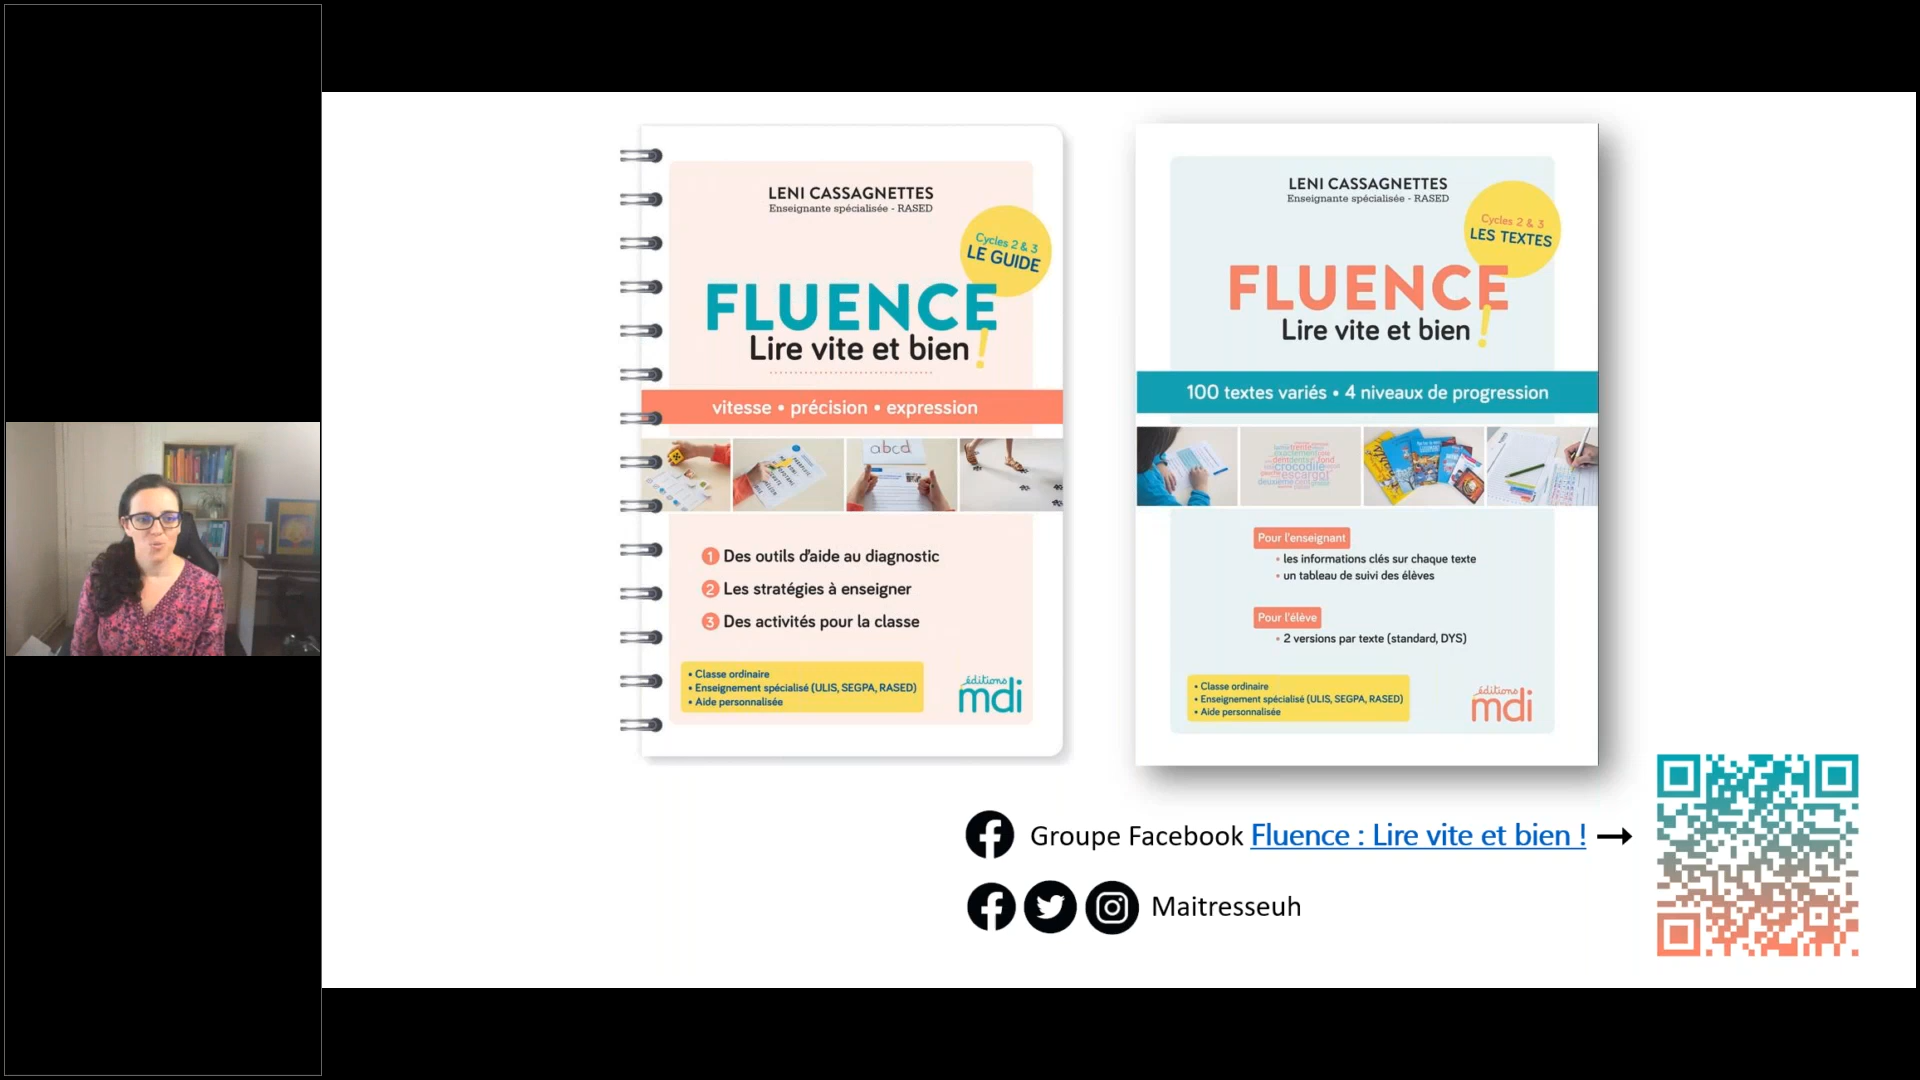 LENI CASSAGNETTES
Enseignante spécialisée - RASED
Cycles 2 & 3
LE GUIDE
FLUENCE
Lire vite et bien !
vitesse • précision • expression
abcd
1 Des outils d'aide au diagnostic
2 Les stratégies à enseigner
3 Des activités pour la classe
• Classe ordinaire
• Enseignement spécialisé (ULIS, SEGPA, RASED)
• Aide personnalisée
éditions
mdi
LENI CASSAGNETTES
Enseignante spécialisée - RASED
Cycles 2 & 3
LES TEXTES
FLUENCE
Lire vite et bien !
100 textes variés • 4 niveaux de progression
crocodile
escargot
Pour l'enseignant
• les informations clés sur chaque texte
• un tableau de suivi des élèves
Pour l'élève
• 2 versions par texte (standard, DYS)
• Classe ordinaire
• Enseignement spécialisé (ULIS, SEGPA, RASED)
• Aide personnalisée
éditions
mdi
Groupe Facebook Fluence : Lire vite et bien !
Maitresseuh